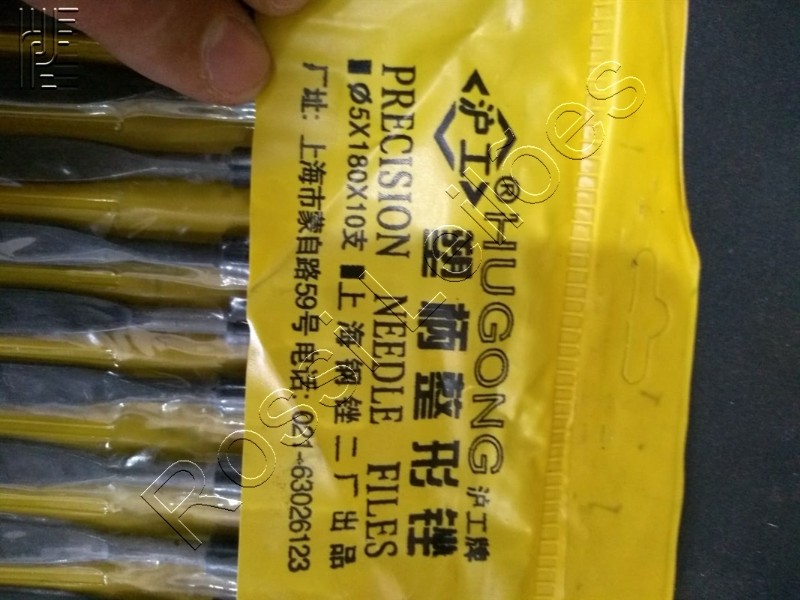 沪工®HUGONG 沪工牌
塑柄整形锉
PRECISION NEEDLE FILES
■ Ø5X180X10支 ■上海钢锉二厂出品
厂址：上海市蒙自路59号 电话：021-63026123
Rossi Leilões